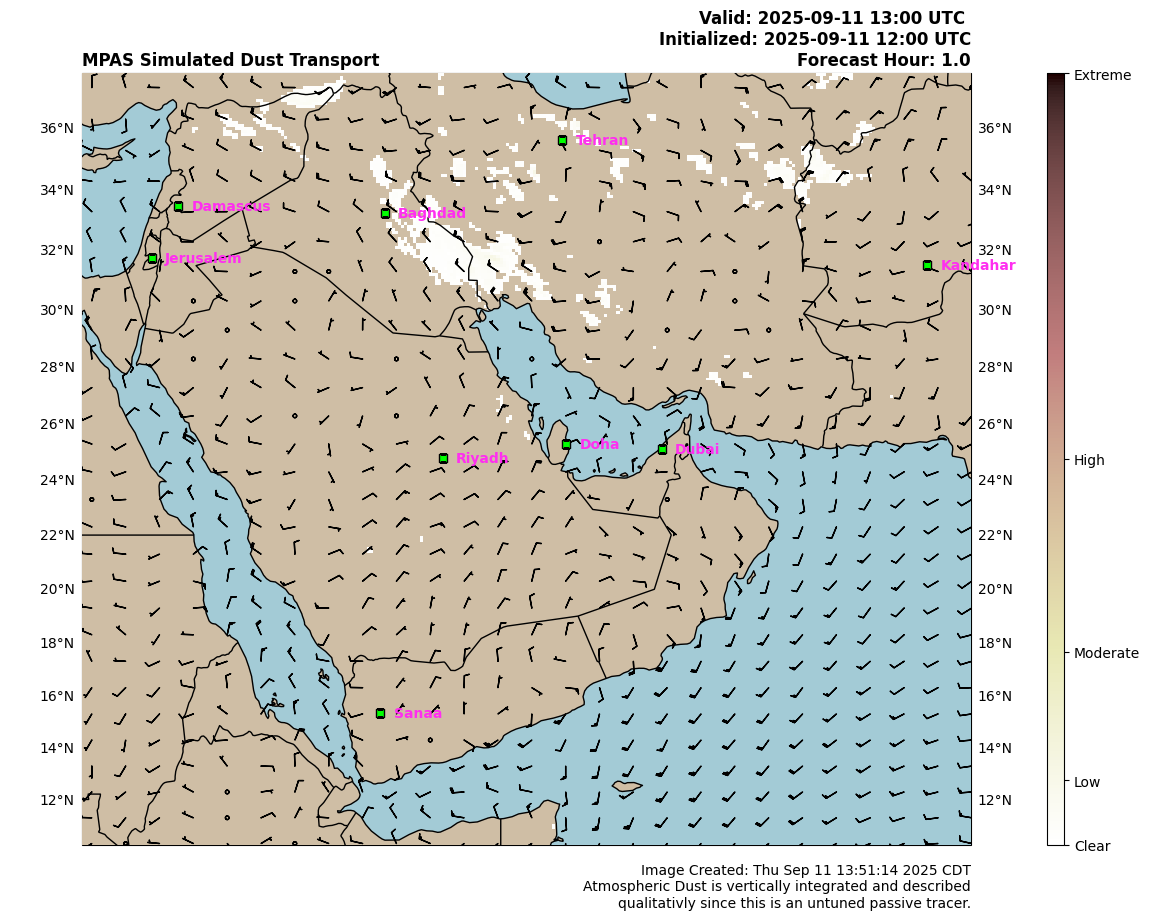 Valid: 2025-09-11 13:00 UTC
Initialized: 2025-09-11 12:00 UTC
MPAS Simulated Dust Transport Forecast Hour: 1.0
Extreme
36°N 36°N
Tehran
34°N 34°N
Damascus Baghdad
32°N 32°N
Jerusalem Kandahar
30°N 30°N
28°N 28°N
26°N 26°N
Doha Dubai
Riyadh High
24°N 24°N
22°N 22°N
20°N 20°N
18°N 18°N
Moderate
16°N 16°N
Sanaa
14°N 14°N
Low
12°N 12°N
Clear
Image Created: Thu Sep 11 13:51:14 2025 CDT
Atmospheric Dust is vertically integrated and described
qualitativly since this is an untuned passive tracer.